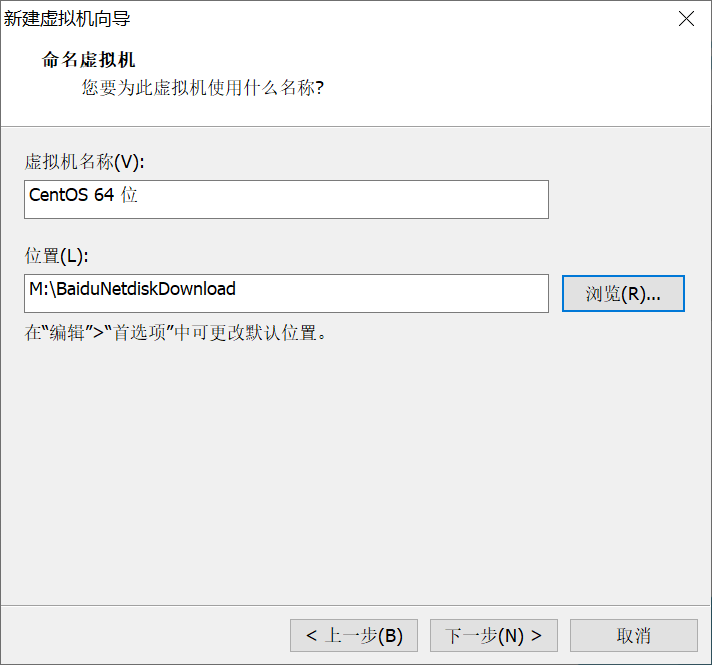 新建虚拟机向导
命名虚拟机
您要为此虚拟机使用什么名称?
虚拟机名称(V):
CentOS 64 位
位置(L):
M:\BaiduNetdiskDownload
浏览(R)...
在“编辑”>“首选项”中可更改默认位置。
< 上一步(B)
下一步(N) >
取消